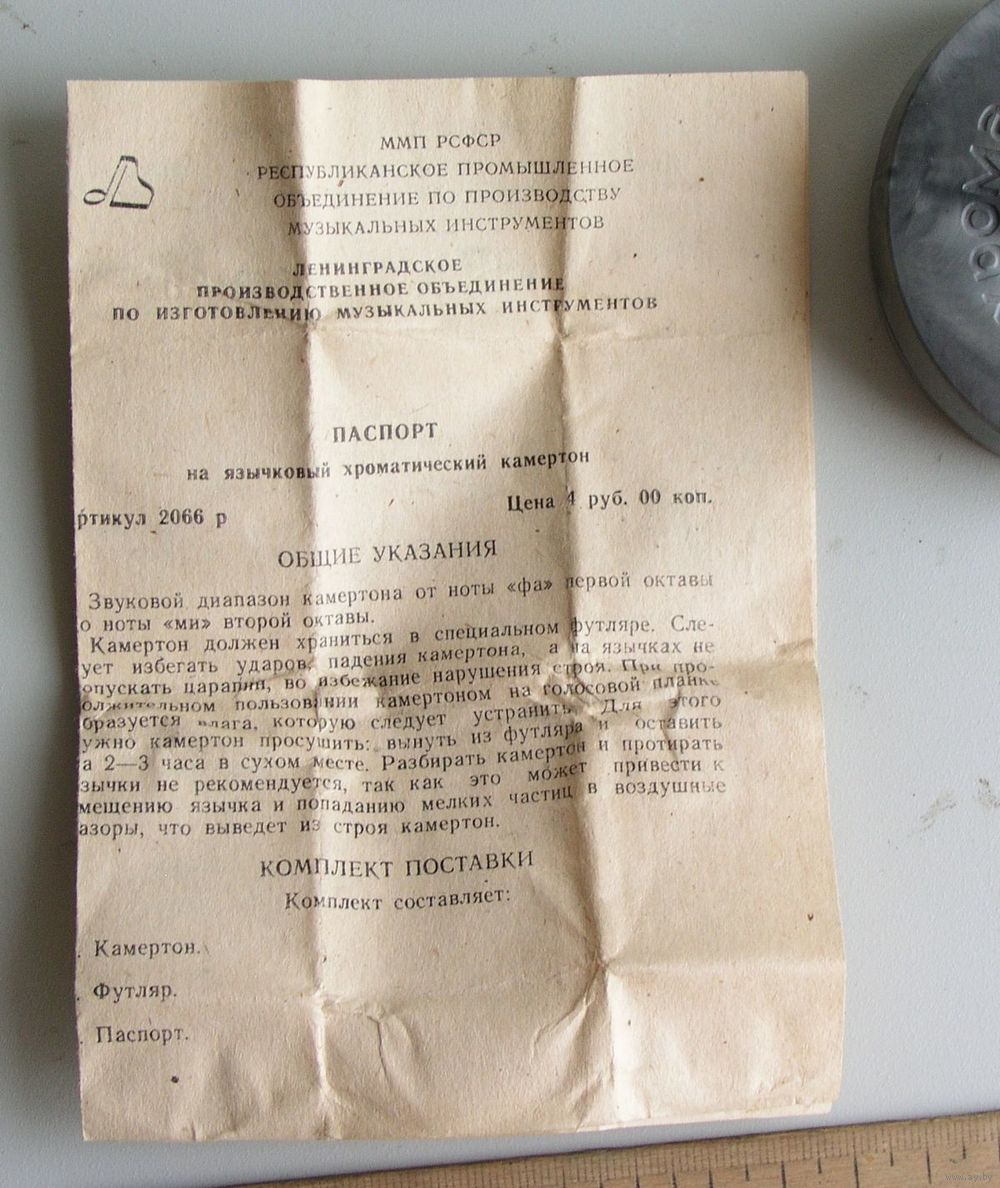 ММП РСФСР
РЕСПУБЛИКАНСКОЕ ПРОМЫШЛЕННОЕ
ОБЪЕДИНЕНИЕ ПО ПРОИЗВОДСТВУ
МУЗЫКАЛЬНЫХ ИНСТРУМЕНТОВ
ЛЕНИНГРАДСКОЕ
ПРОИЗВОДСТВЕННОЕ ОБЪЕДИНЕНИЕ
ПО ИЗГОТОВЛЕНИЮ МУЗЫКАЛЬНЫХ ИНСТРУМЕНТОВ
ПАСПОРТ
на язычковый хроматический камертон
ртикул 2066 р Цена 4 руб. 00 коп.
ОБЩИЕ УКАЗАНИЯ
Звуковой диапазон камертона от ноты «фа» первой октавы
о ноты «ми» второй октавы.
Камертон должен храниться в специальном футляре. Сле-
ует избегать ударов, падения камертона, а на язычках не
опускать царапин, во избежание нарушения строя. При про-
олжительном пользовании камертоном на голосовой планке
бразуется влага, которую следует устранить. Для этого
ужно камертон просушить: вынуть из футляра и оставить
а 2—3 часа в сухом месте. Разбирать камертон и протирать
зычки не рекомендуется, так как это может привести к
мещению язычка и попаданию мелких частиц в воздушные
азоры, что выведет из строя камертон.
КОМПЛЕКТ ПОСТАВКИ
Комплект составляет:
. Камертон.
. Футляр.
. Паспорт.
www.ay.by